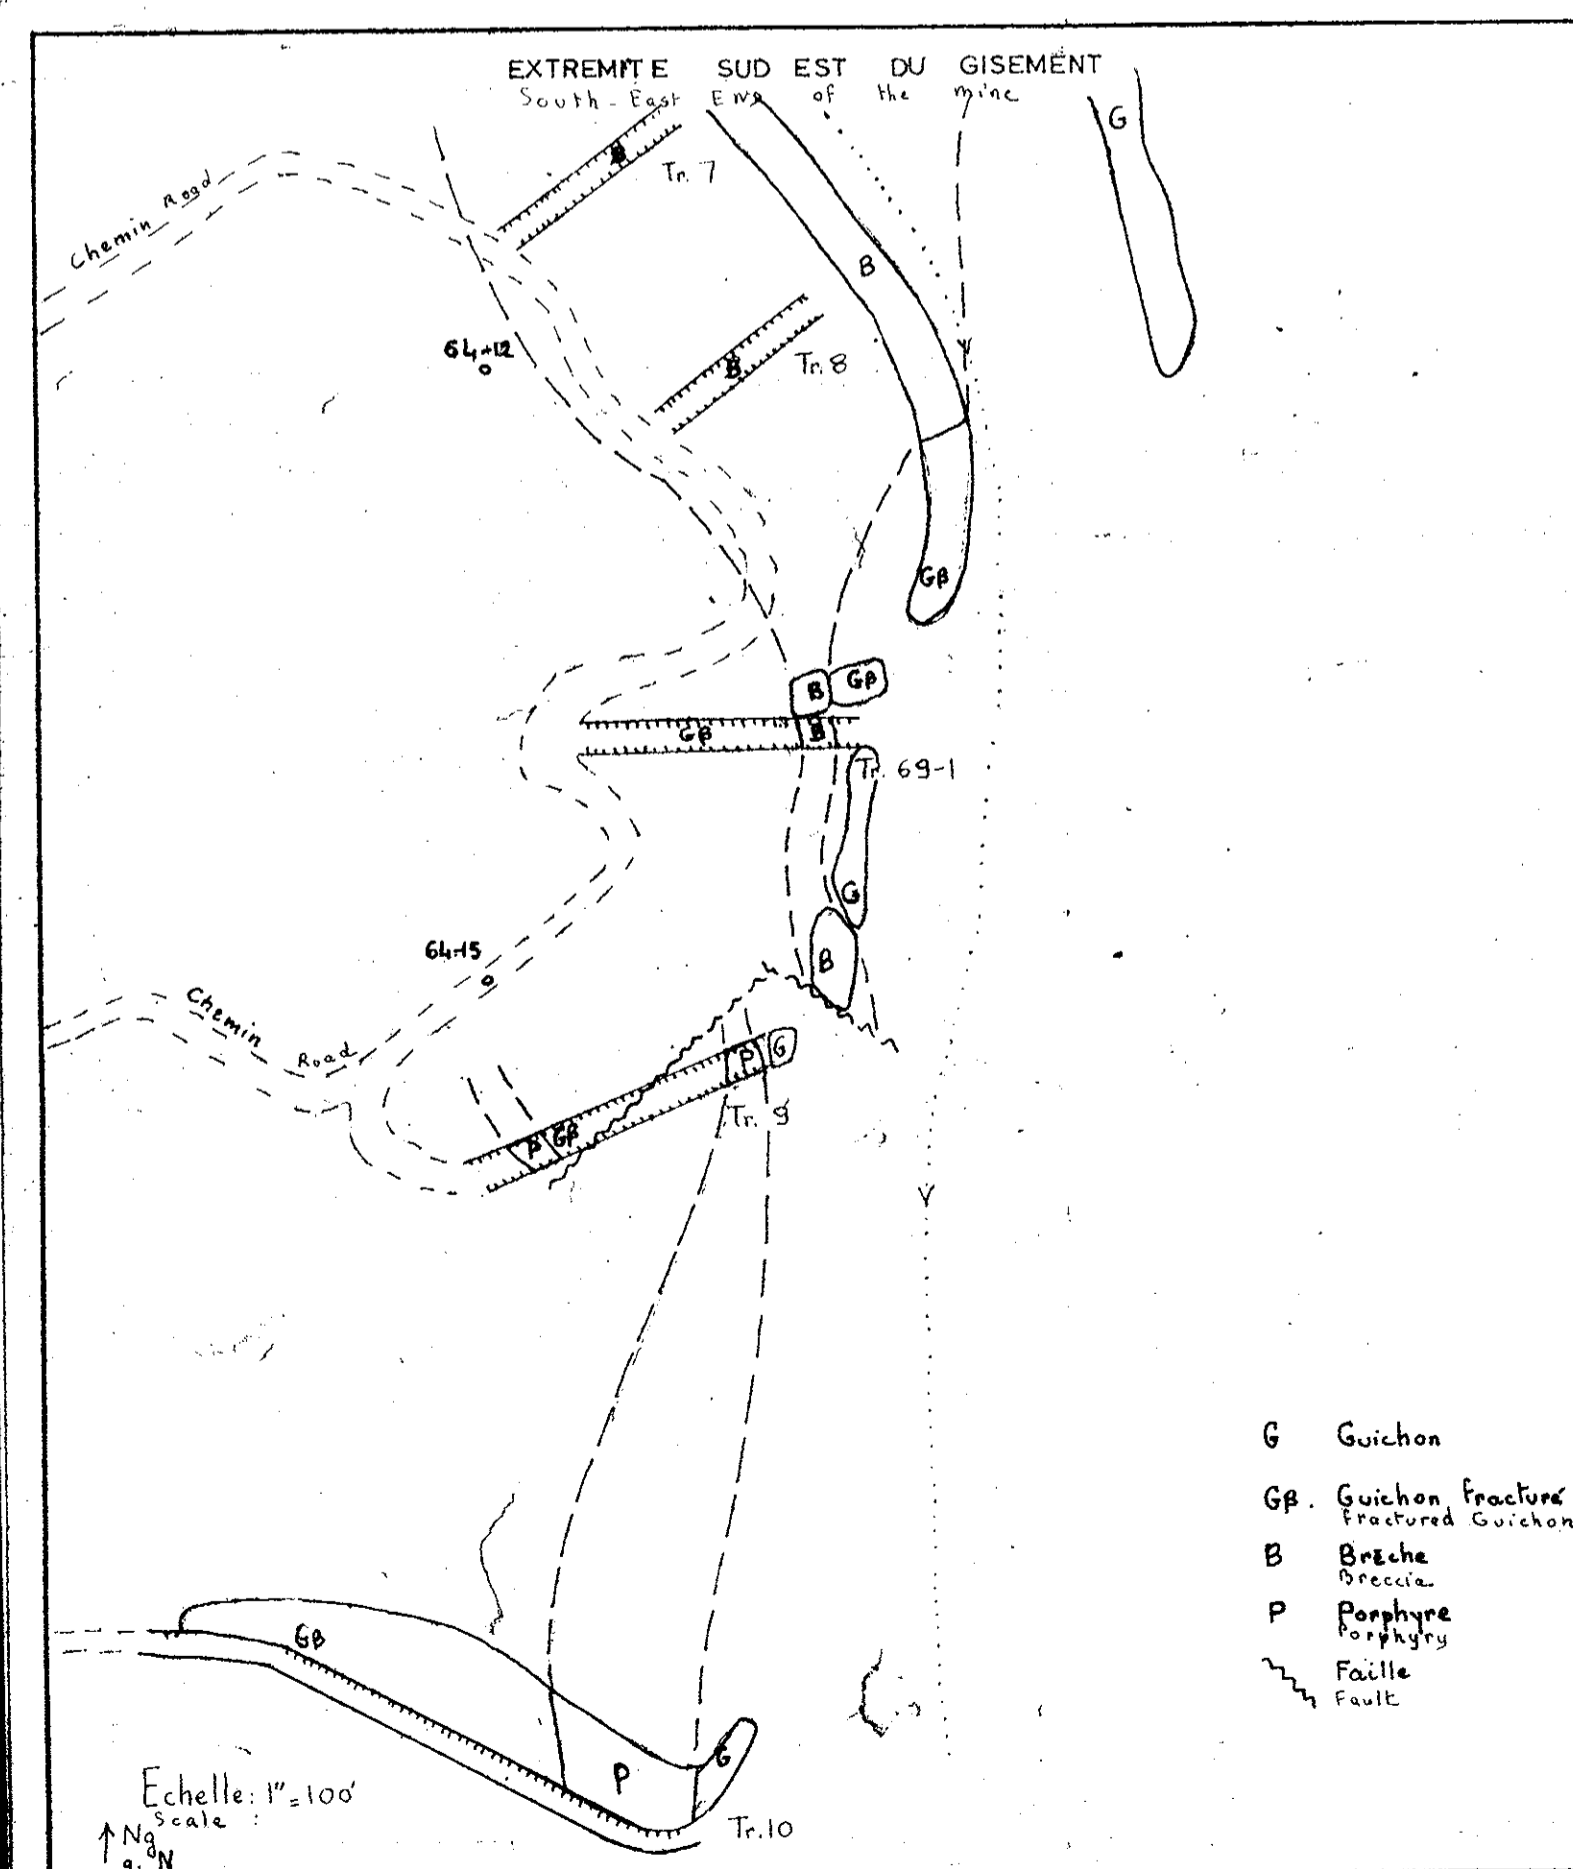 EXTREMITE SUD EST DU GISEMENT
South-East End of the mine
G
B
Tr. 7
Chemin Road
B
64-12
B
Tr. 8
Gβ
B Gβ
Gβ B
Tr. 69-1
G
64-15
B
Chemin
Road
P G
Tr. 9
B Gβ
G Guichon
Gβ. Guichon fracturé
fractured Guichon
B Brèche
Breccia
P Porphyre
Porphyry
Faille
Fault
Gβ
G
P
Echelle: 1"=100'
Scale :
Tr.10
Ng
g. N